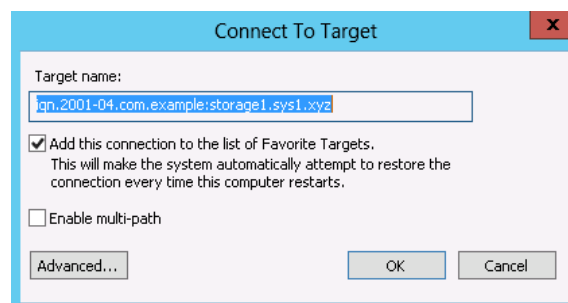 Connect To Target
x
Target name:
iqn.2001-04.com.example:storage1.sys1.xyz
Add this connection to the list of Favorite Targets.
This will make the system automatically attempt to restore the
connection every time this computer restarts.
Enable multi-path
Advanced...
OK
Cancel